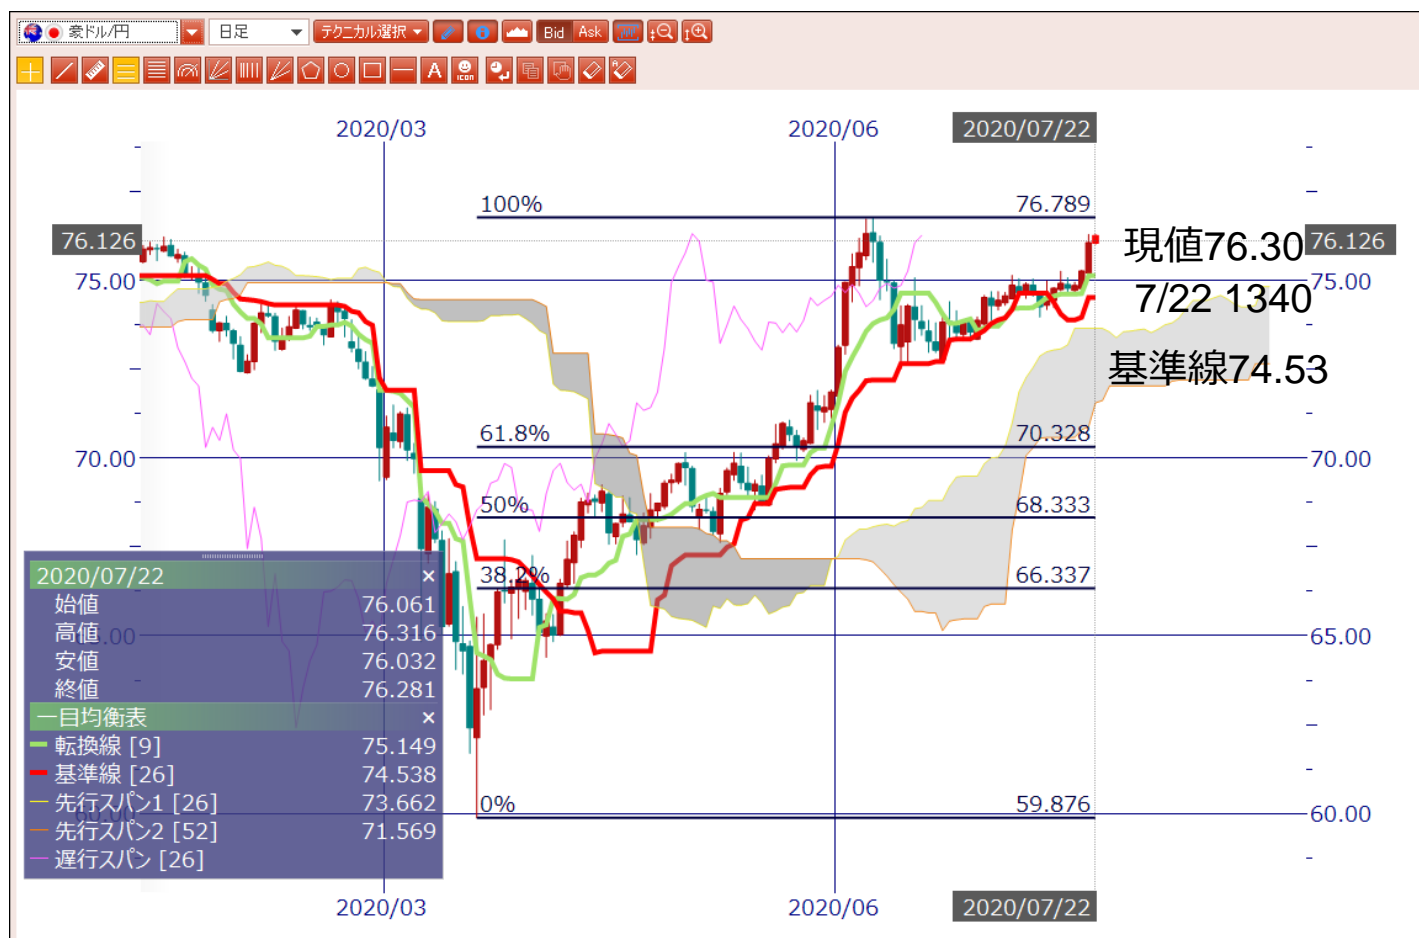 豪ドル/円
日足
テクニカル選択
Bid
Ask
A
ICON
2020/03
2020/06
2020/07/22
100%
76.789
76.126
現値76.30
76.126
75.00
75.00
7/22 1340
基準線74.53
61.8%
70.328
70.00
70.00
50%
68.333
38.2%
66.337
65.00
60.00
0%
59.876
2020/07/22
×
始値 76.061
高値 76.316
安値 76.032
終値 76.281
一目均衡表
×
転換線 [9] 75.149
基準線 [26] 74.538
先行スパン1 [26] 73.662
先行スパン2 [52] 71.569
遅行スパン [26]
65.00
60.00
2020/03
2020/06
2020/07/22